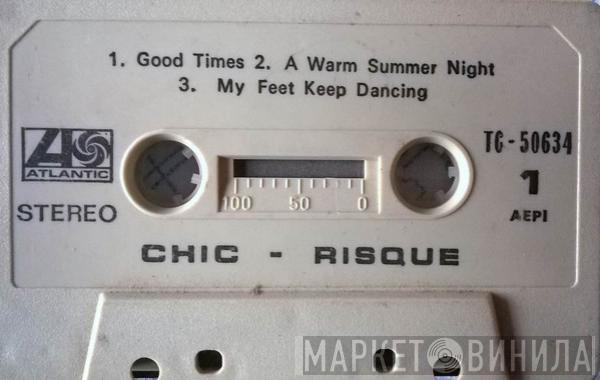 1. Good Times 2. A Warm Summer Night
3. My Feet Keep Dancing
ATLANTIC
STEREO
100 50 0
TC-50634
1
AEPI
CHIC - RISQUE
МАРКЕТ ВИНИЛА